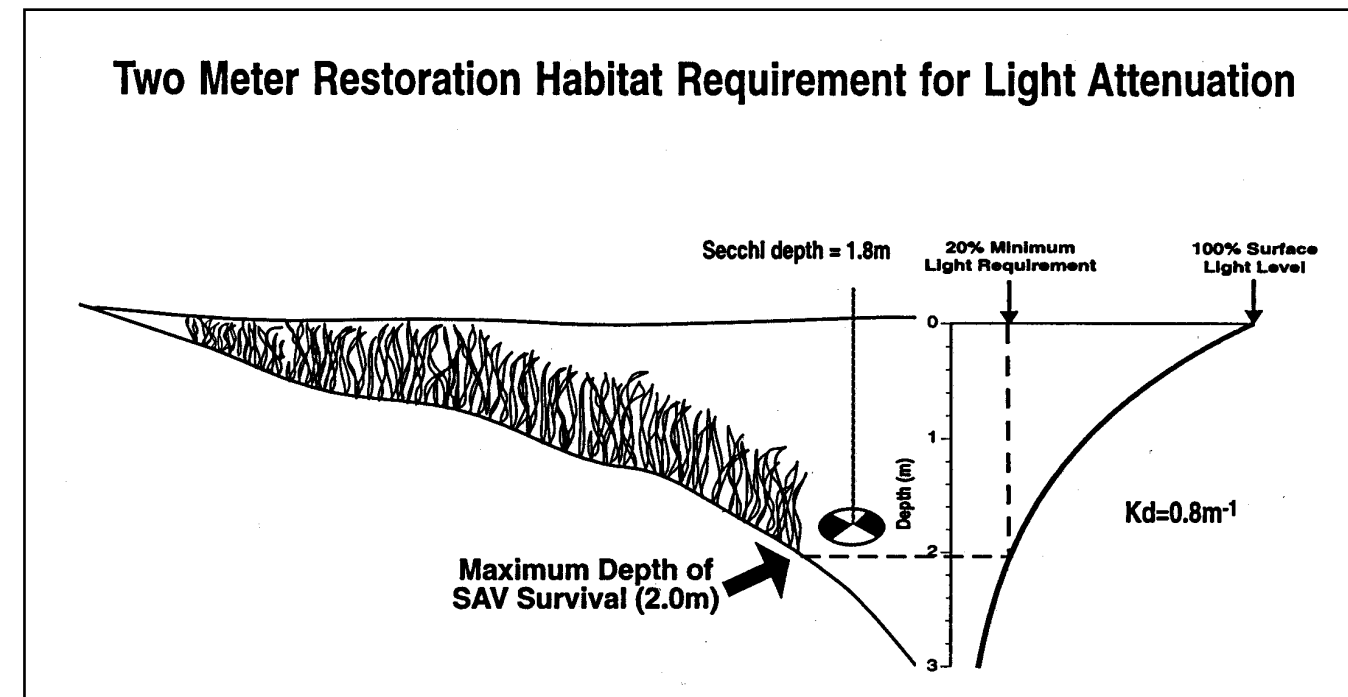 Two Meter Restoration Habitat Requirement for Light Attenuation
Secchi depth = 1.8m
20% Minimum
Light Requirement
100% Surface
Light Level
0
1
2
3
Depth (m)
Kd=0.8m-1
Maximum Depth of
SAV Survival (2.0m)